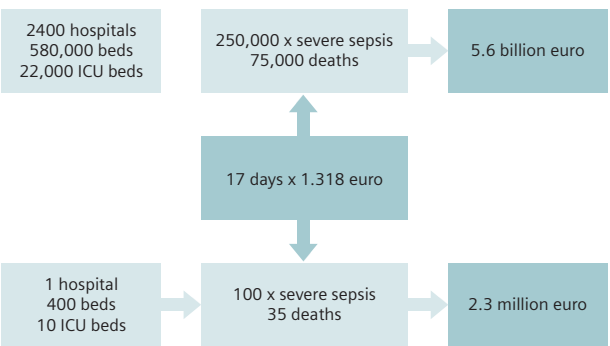 2400 hospitals
580,000 beds
22,000 ICU beds
250,000 x severe sepsis
75,000 deaths
5.6 billion euro
17 days x 1.318 euro
1 hospital
400 beds
10 ICU beds
100 x severe sepsis
35 deaths
2.3 million euro